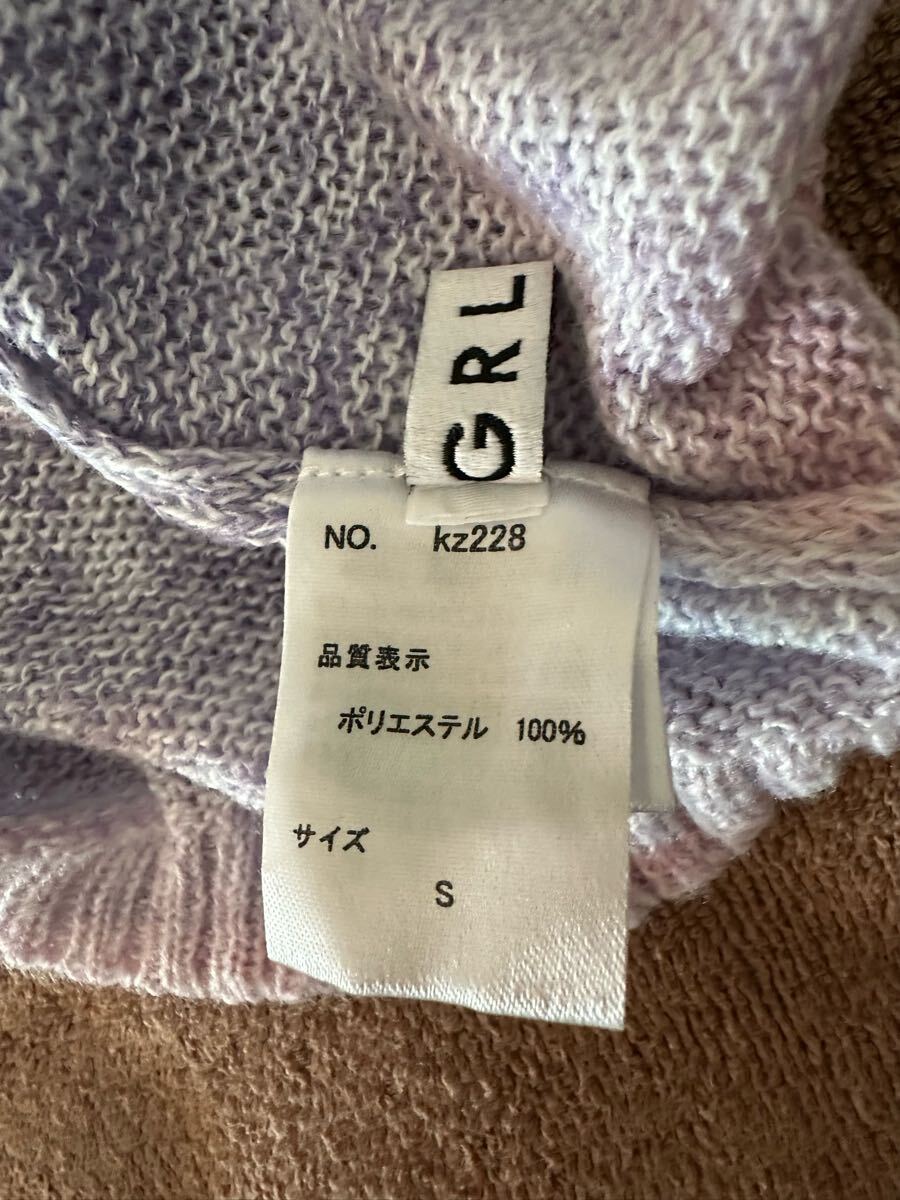 GRL
NO. kz228
品質表示
ポリエステル 100%
サイズ
S